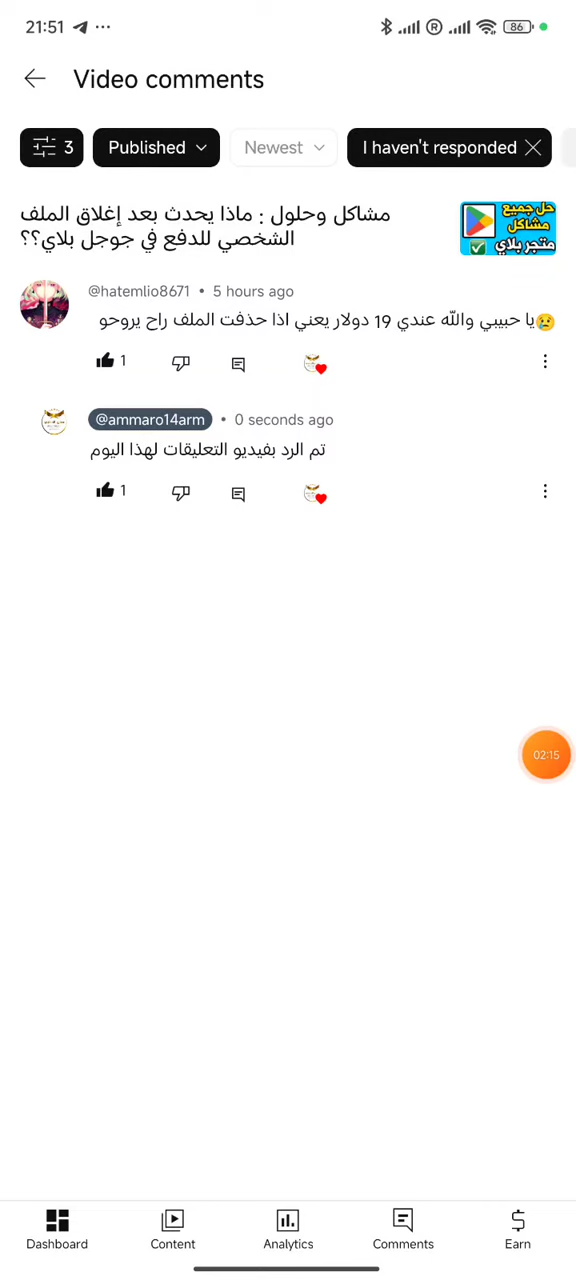 21:51
86
Video comments
3 Published Newest I haven't responded
مشاكل وحلول : ماذا يحدث بعد إغلاق الملف
الشخصي للدفع في جوجل بلاي؟؟
حل جميع
مشاكل
متجر بلاي
@hatemlio8671 • 5 hours ago
يا حبيبي والله عندي 19 دولار يعني اذا حذفت الملف راح يروحو😢
1
@ammaro14arm • 0 seconds ago
تم الرد بفيديو التعليقات لهذا اليوم
1
02:15
Dashboard Content Analytics Comments Earn